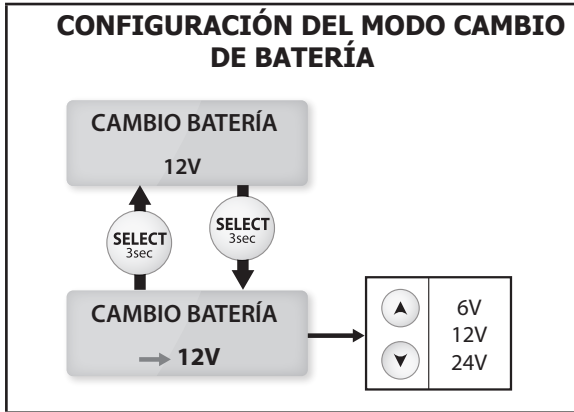 CONFIGURACIÓN DEL MODO CAMBIO
DE BATERÍA
CAMBIO BATERÍA
12V
SELECT
3sec
SELECT
3sec
CAMBIO BATERÍA
12V
6V
12V
24V